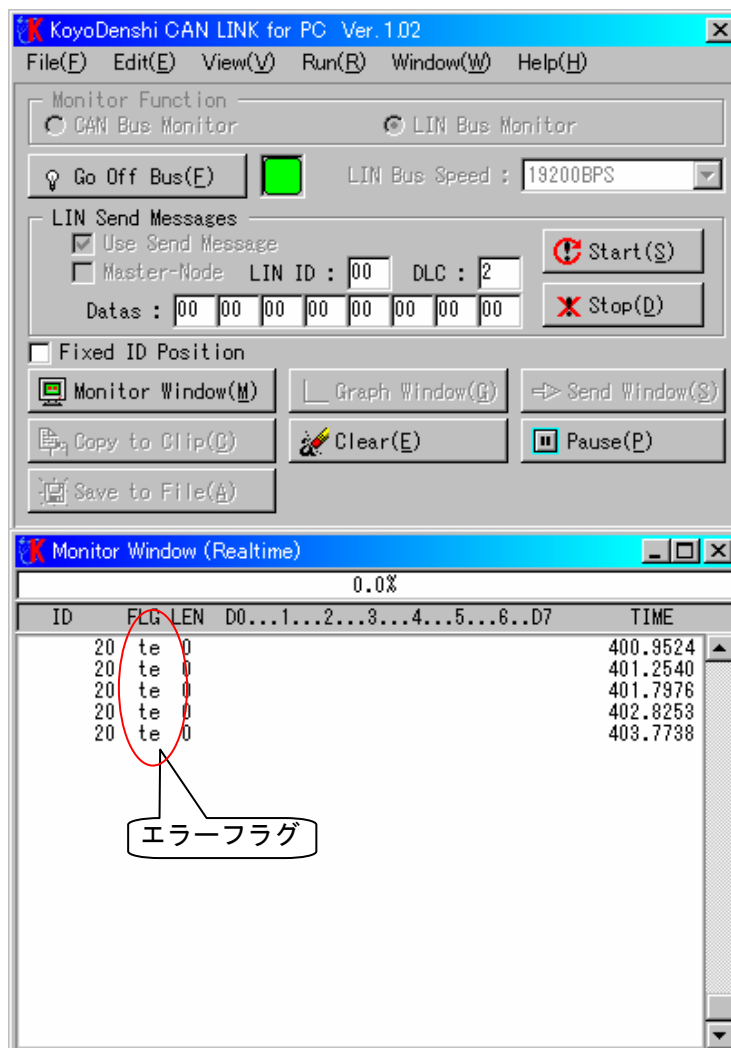 KoyoDenshi CAN LINK for PC Ver. 1.02
File(F) Edit(E) View(V) Run(R) Window(W) Help(H)
Monitor Function
CAN Bus Monitor LIN Bus Monitor
Go Off Bus(F) LIN Bus Speed : 19200BPS
LIN Send Messages
Use Send Message
Start(S)
Master-Node LIN ID : 00 DLC : 2
Datas : 00 00 00 00 00 00 00 00
Stop(D)
Fixed ID Position
Monitor Window(M) Graph Window(G) Send Window(S)
Copy to Clip(C) Clear(E) Pause(P)
Save to File(A)
Monitor Window (Realtime)
0.0%
ID FLG LEN D0...1...2...3...4...5...6..D7 TIME
20 te 0 400.9524
20 te 0 401.2540
20 te 0 401.7976
20 te 0 402.8253
20 te 0 403.7738
エラーフラグ